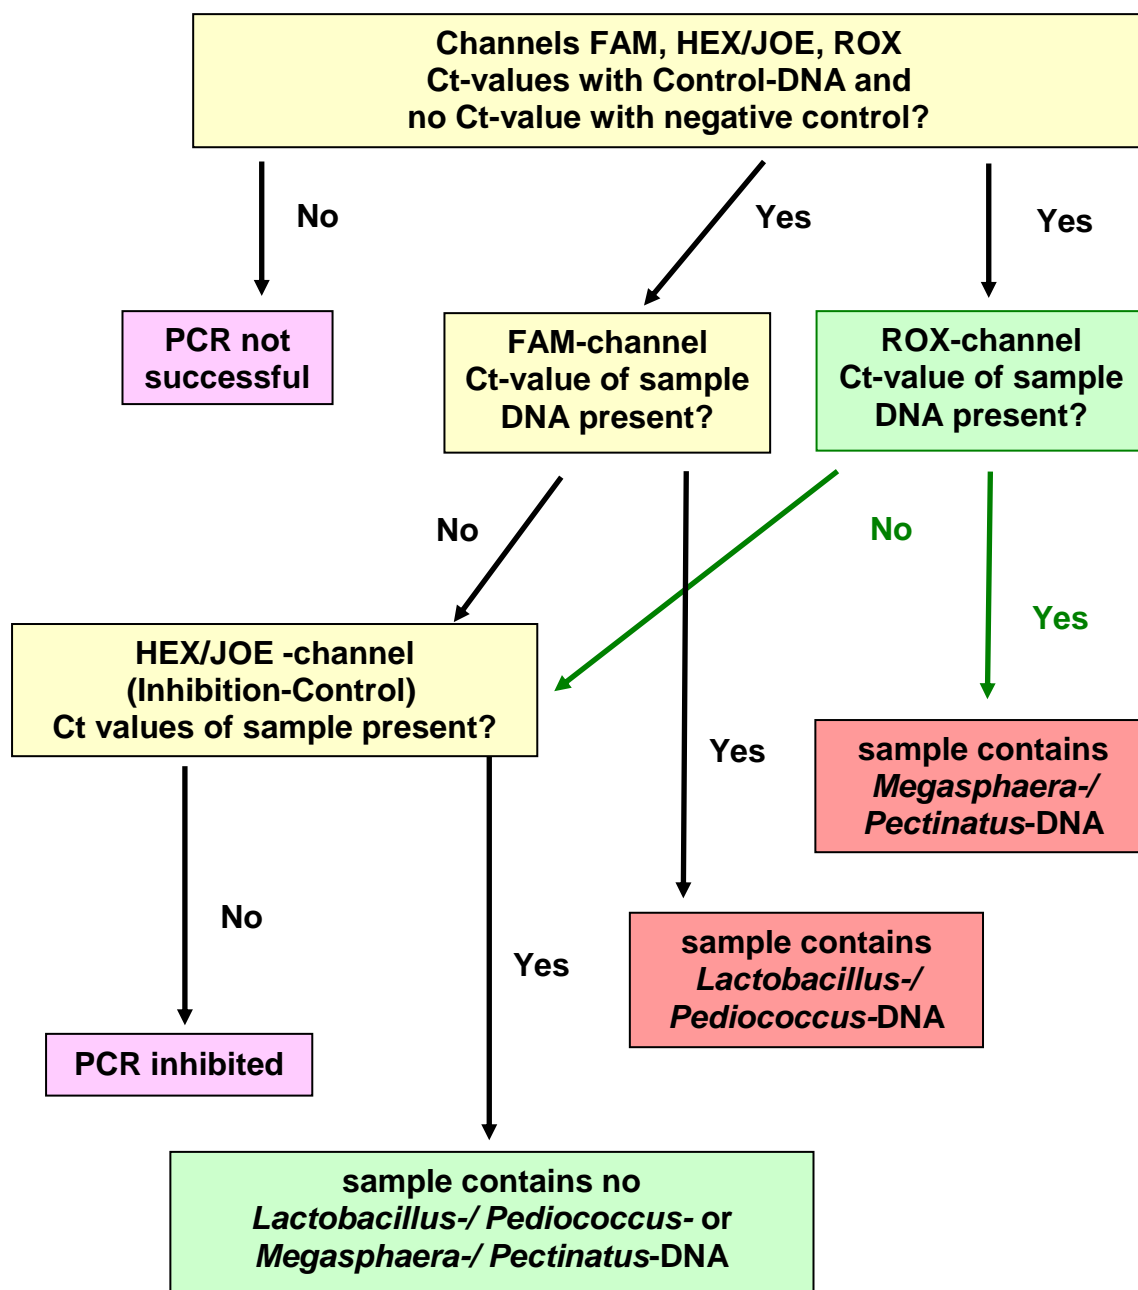 Channels FAM, HEX/JOE, ROX
Ct-values with Control-DNA and
no Ct-value with negative control?
No
Yes
Yes
PCR not
successful
FAM-channel
Ct-value of sample
DNA present?
ROX-channel
Ct-value of sample
DNA present?
No
No
Yes
HEX/JOE -channel
(Inhibition-Control)
Ct values of sample present?
Yes
sample contains
Megasphaera-/
Pectinatus-DNA
No
Yes
sample contains
Lactobacillus-/
Pediococcus-DNA
PCR inhibited
sample contains no
Lactobacillus-/ Pediococcus- or
Megasphaera-/ Pectinatus-DNA